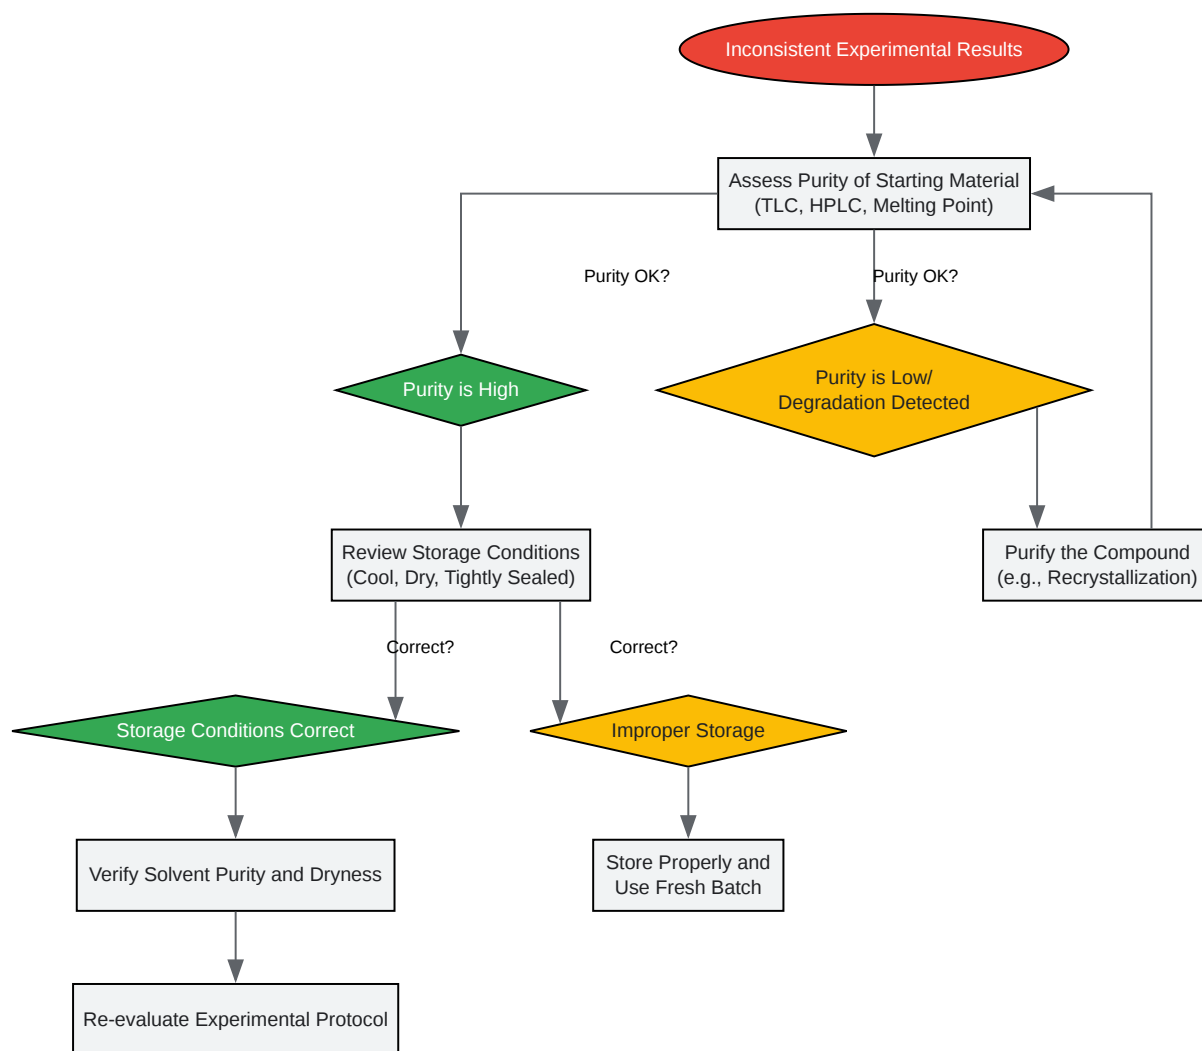 Inconsistent Experimental Results
Assess Purity of Starting Material
(TLC, HPLC, Melting Point)
Purity OK?
Purity OK?
Purity is High
Purity is Low/
Degradation Detected
Review Storage Conditions
(Cool, Dry, Tightly Sealed)
Purify the Compound
(e.g., Recrystallization)
Correct?
Correct?
Storage Conditions Correct
Improper Storage
Verify Solvent Purity and Dryness
Store Properly and
Use Fresh Batch
Re-evaluate Experimental Protocol